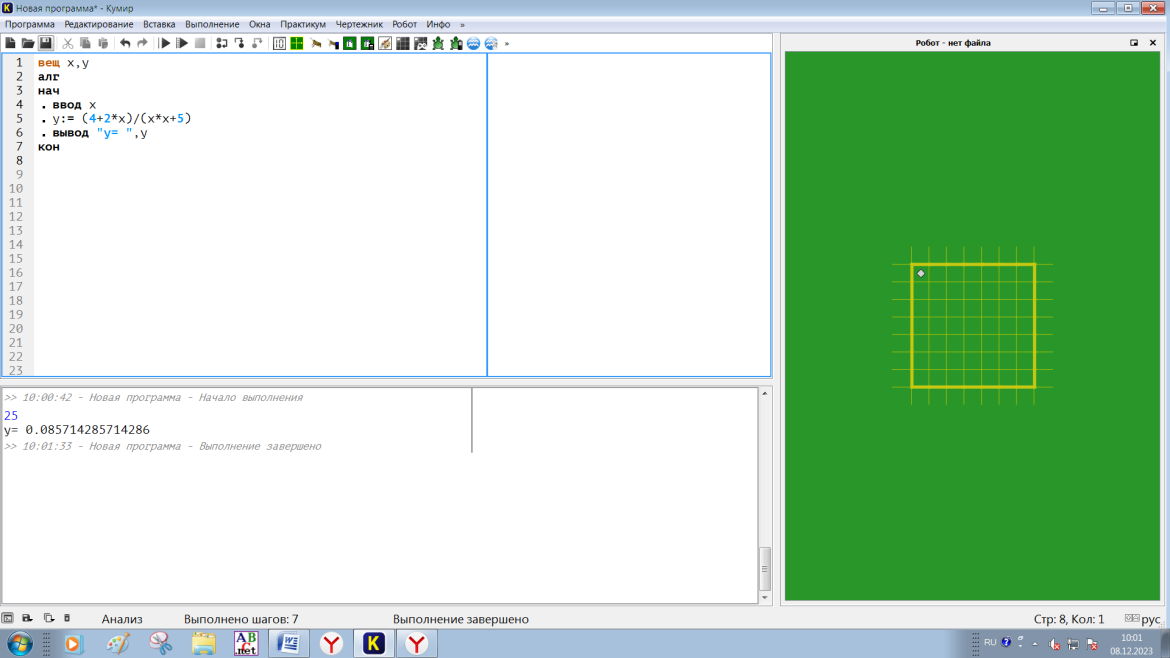 Новая программа* - Кумир
Программа Редактирование Вставка Выполнение Окна Практикум Чертежник Робот Инфо »
Робот - нет файла
1 вещ x,y
2 алг
3 нач
4 . ввод x
5 . y:= (4+2*x)/(x*x+5)
6 . вывод "y= ",y
7 кон
8
9
10
11
12
13
14
15
16
17
18
19
20
21
22
23
>> 10:00:42 - Новая программа - Начало выполнения
25
y= 0.085714285714286
>> 10:01:33 - Новая программа - Выполнение завершено
Анализ Выполнено шагов: 7 Выполнение завершено Стр: 8, Кол: 1 рус
ABC .net W Y K Y RU 10:01
08.12.2023